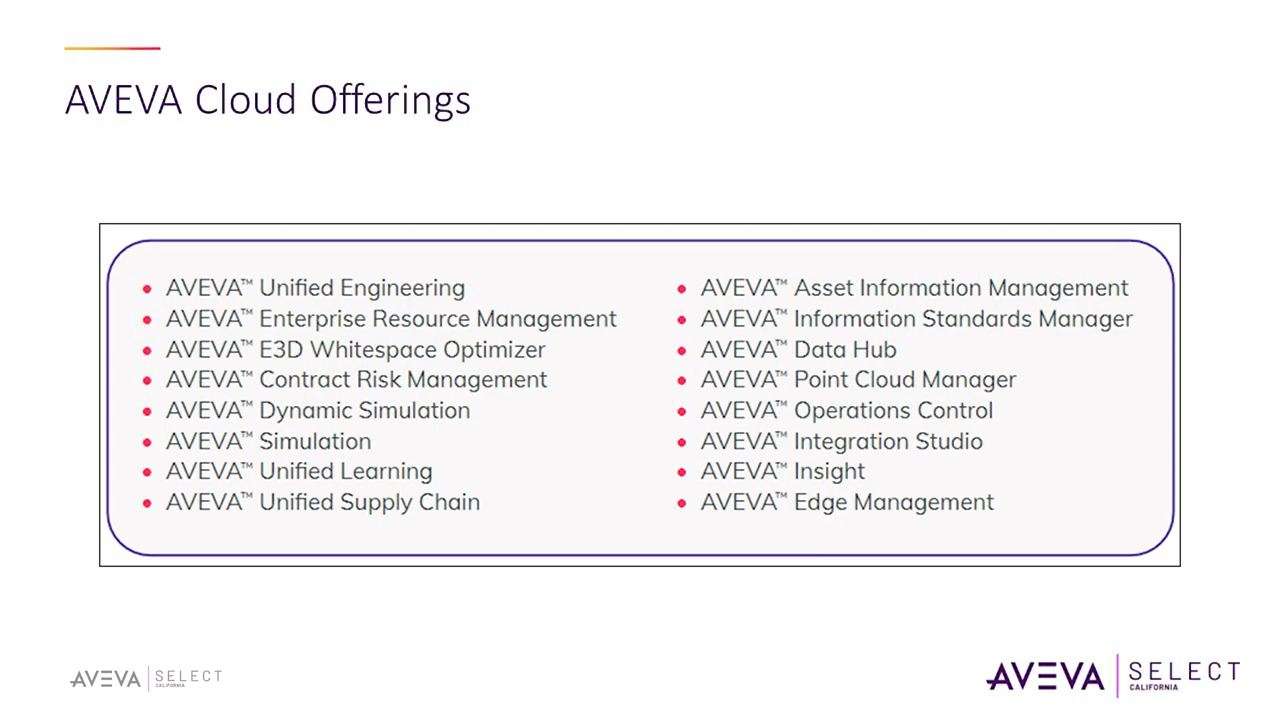 AVEVA Cloud Offerings
• AVEVA™ Unified Engineering
• AVEVA™ Enterprise Resource Management
• AVEVA™ E3D Whitespace Optimizer
• AVEVA™ Contract Risk Management
• AVEVA™ Dynamic Simulation
• AVEVA™ Simulation
• AVEVA™ Unified Learning
• AVEVA™ Unified Supply Chain
• AVEVA™ Asset Information Management
• AVEVA™ Information Standards Manager
• AVEVA™ Data Hub
• AVEVA™ Point Cloud Manager
• AVEVA™ Operations Control
• AVEVA™ Integration Studio
• AVEVA™ Insight
• AVEVA™ Edge Management
AVEVA SELECT
CALIFORNIA
AVEVA SELECT
CALIFORNIA